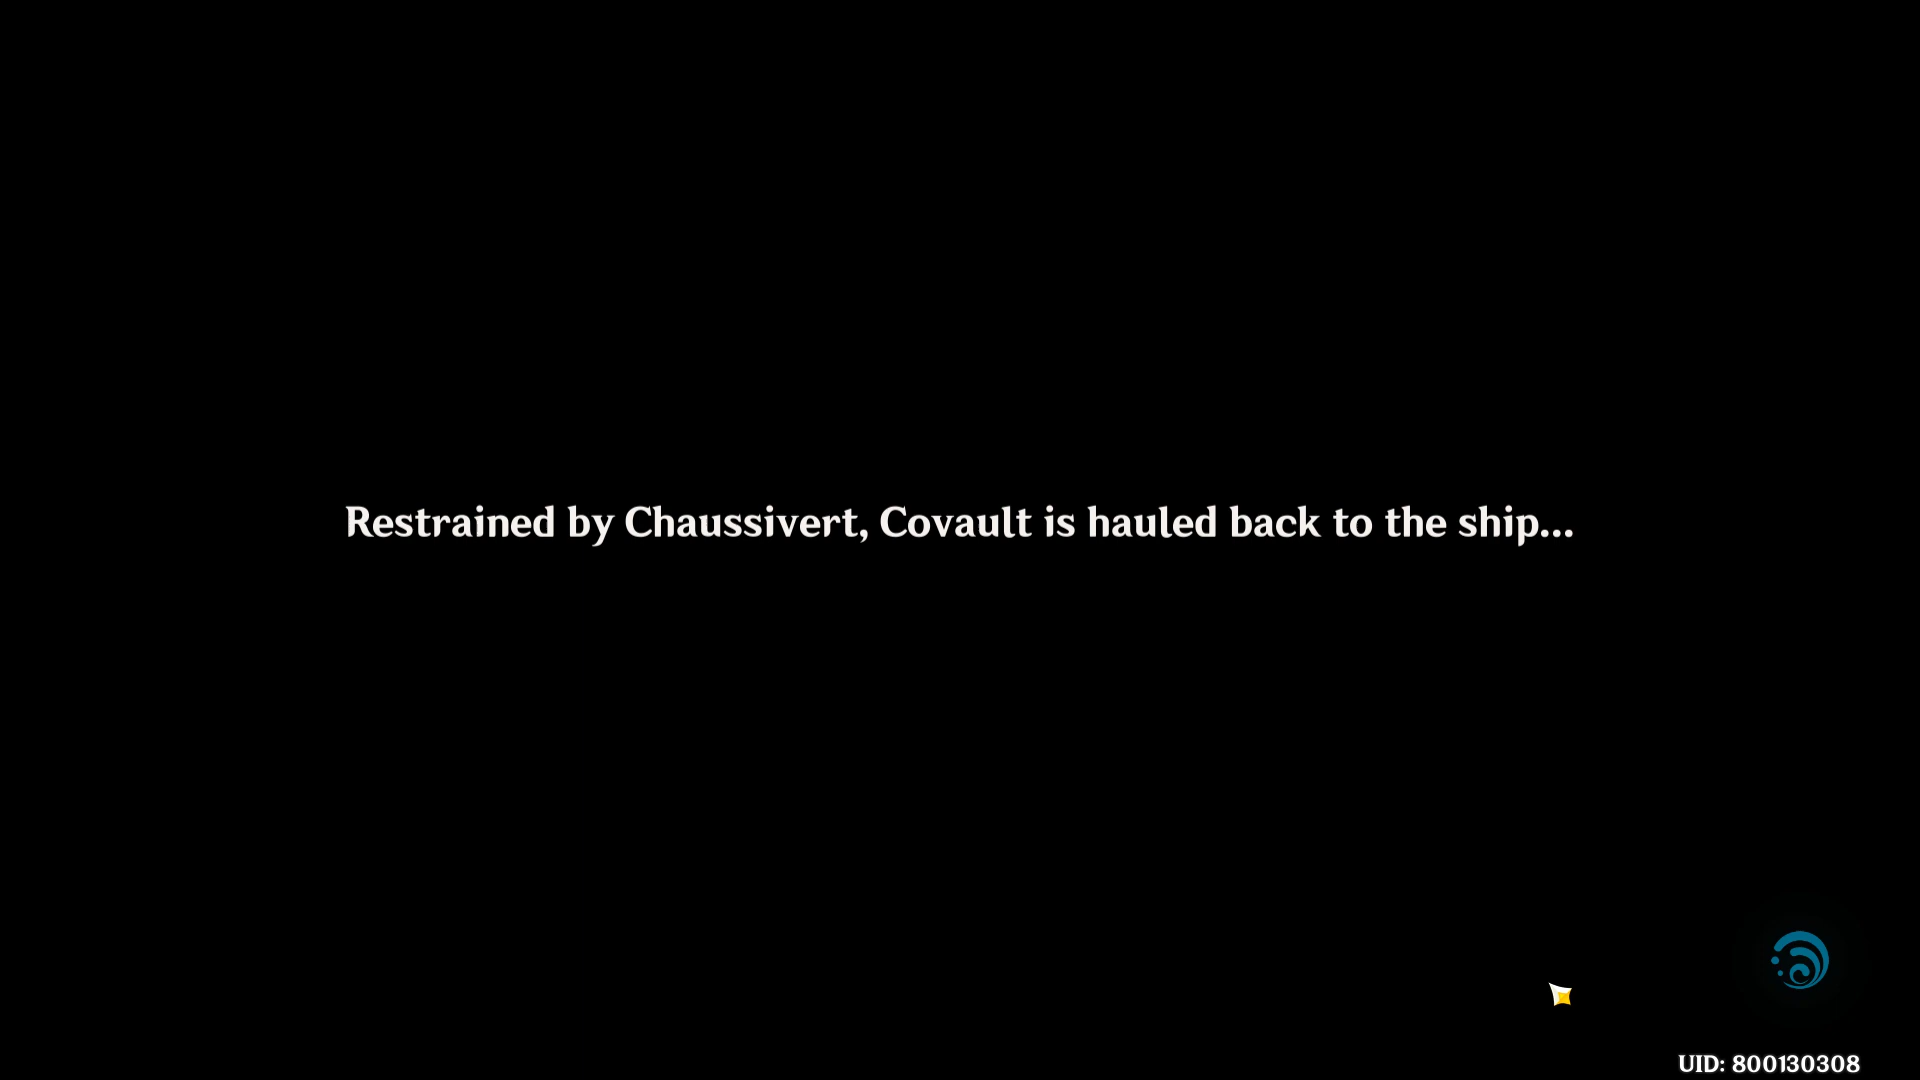 Restrained by Chaussivert, Covault is hauled back to the ship...
UID: 800130308